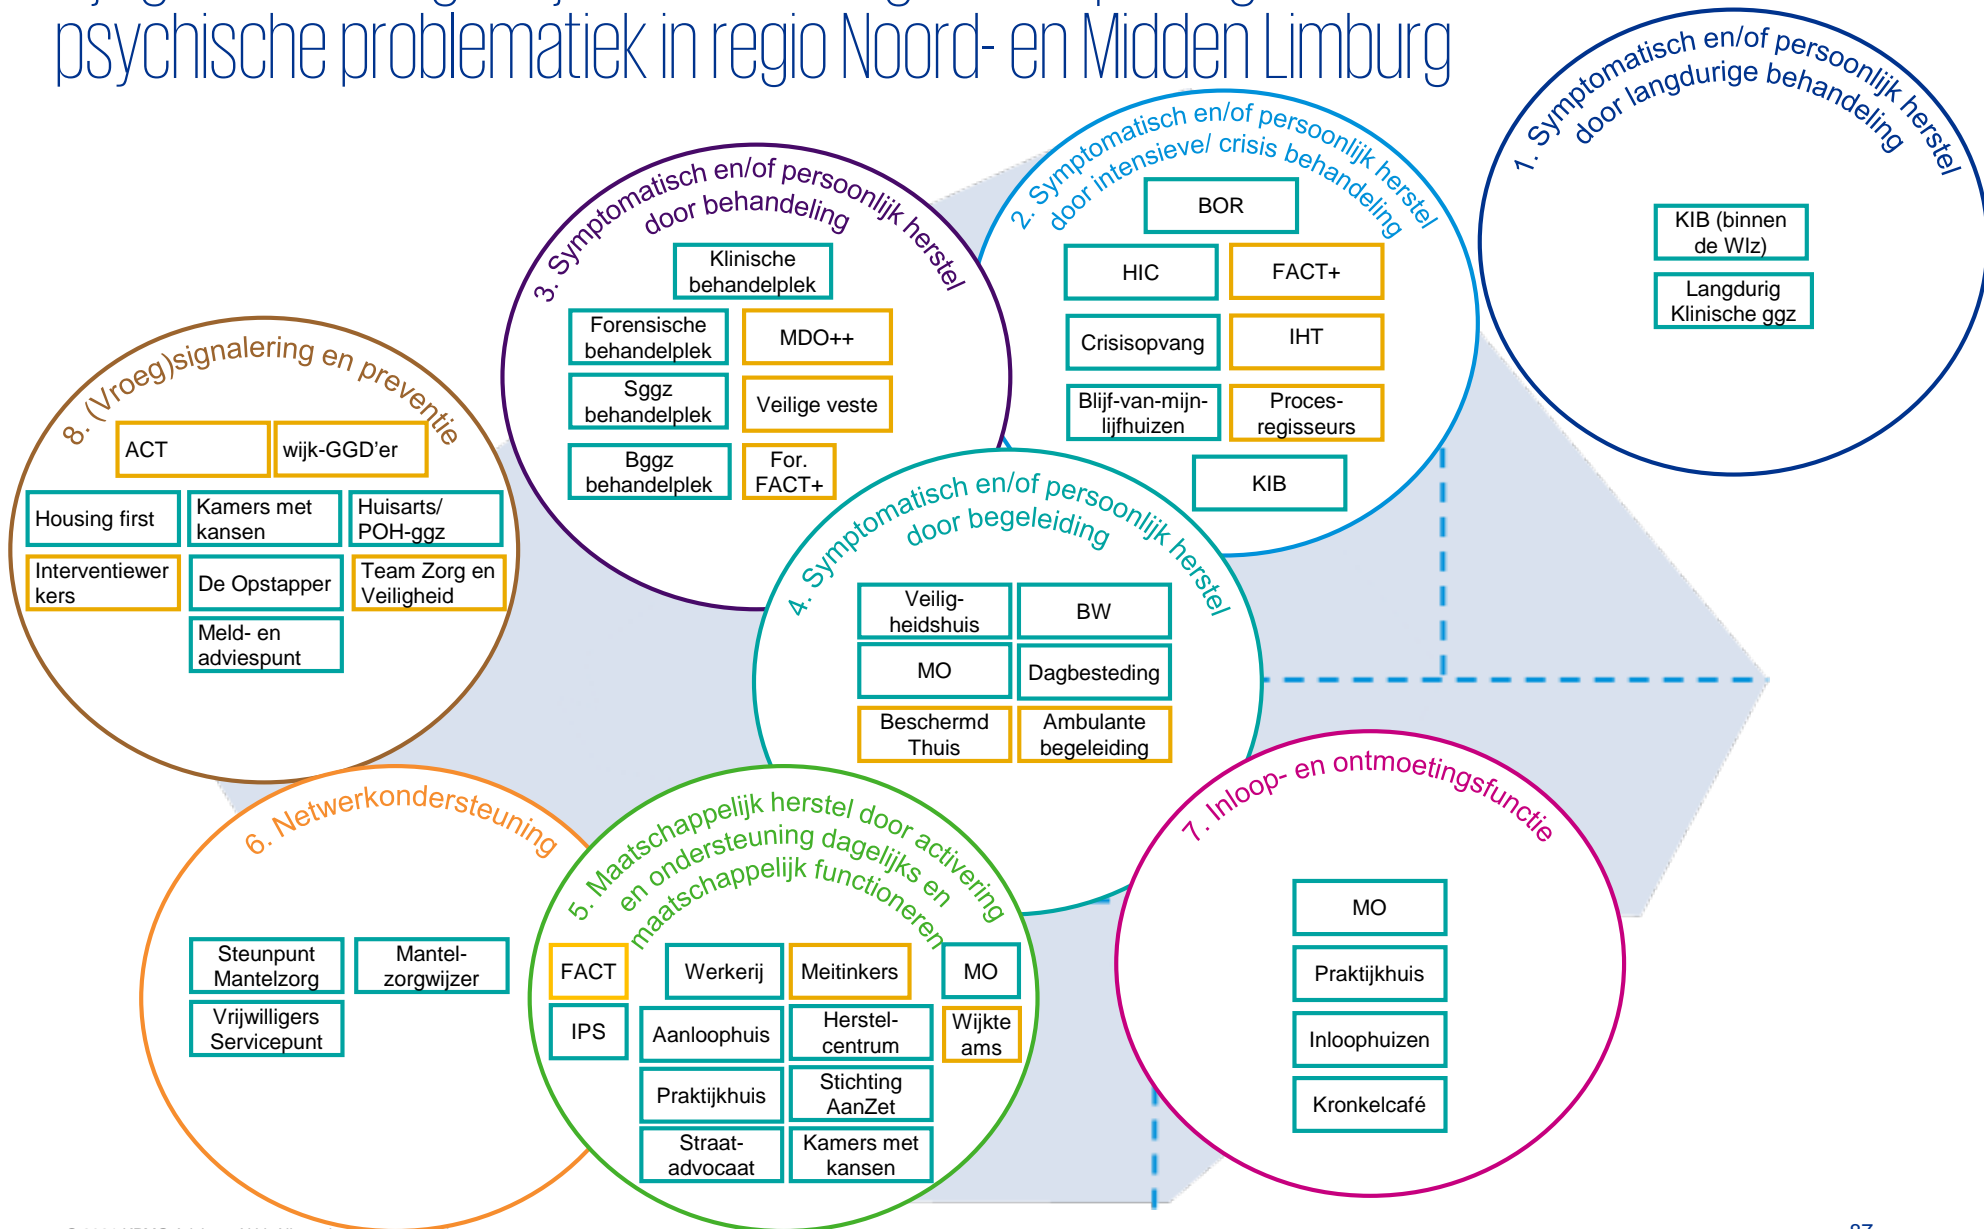 psychische problematiek in regio Noord- en Midden Limburg
1. Symptomatisch en/of persoonlijk herstel
door langdurige behandeling
KIB (binnen
de Wlz)
Langdurig
Klinische ggz
2. Symptomatisch en/of persoonlijk herstel
door intensieve/ crisis behandeling
BOR
HIC
FACT+
Crisisopvang
IHT
Blijf-van-mijn-
lijfhuizen
Proces-
regisseurs
KIB
3. Symptomatisch en/of persoonlijk herstel
door behandeling
Klinische
behandelplek
Forensische
behandelplek
MDO++
Sggz
behandelplek
Veilige veste
Bggz
behandelplek
For.
FACT+
8. (Vroeg)signalering en preventie
ACT
wijk-GGD'er
Housing first
Kamers met
kansen
Huisarts/
POH-ggz
Interventiewer
kers
De Opstapper
Team Zorg en
Veiligheid
Meld- en
adviespunt
4. Symptomatisch en/of persoonlijk herstel
door begeleiding
Veilig-
heidshuis
BW
MO
Dagbesteding
Beschermd
Thuis
Ambulante
begeleiding
6. Netwerkondersteuning
Steunpunt
Mantelzorg
Mantel-
zorgwijzer
Vrijwilligers
Servicepunt
5. Maatschappelijk herstel door activering
en ondersteuning dagelijks en
maatschappelijk functioneren
FACT
Werkerij
Meitinkers
MO
IPS
Aanloophuis
Herstel-
centrum
Wijkte
ams
Praktijkhuis
Stichting
AanZet
Straat-
advocaat
Kamers met
kansen
7. Inloop- en ontmoetingsfunctie
MO
Praktijkhuis
Inloophuizen
Kronkelcafé